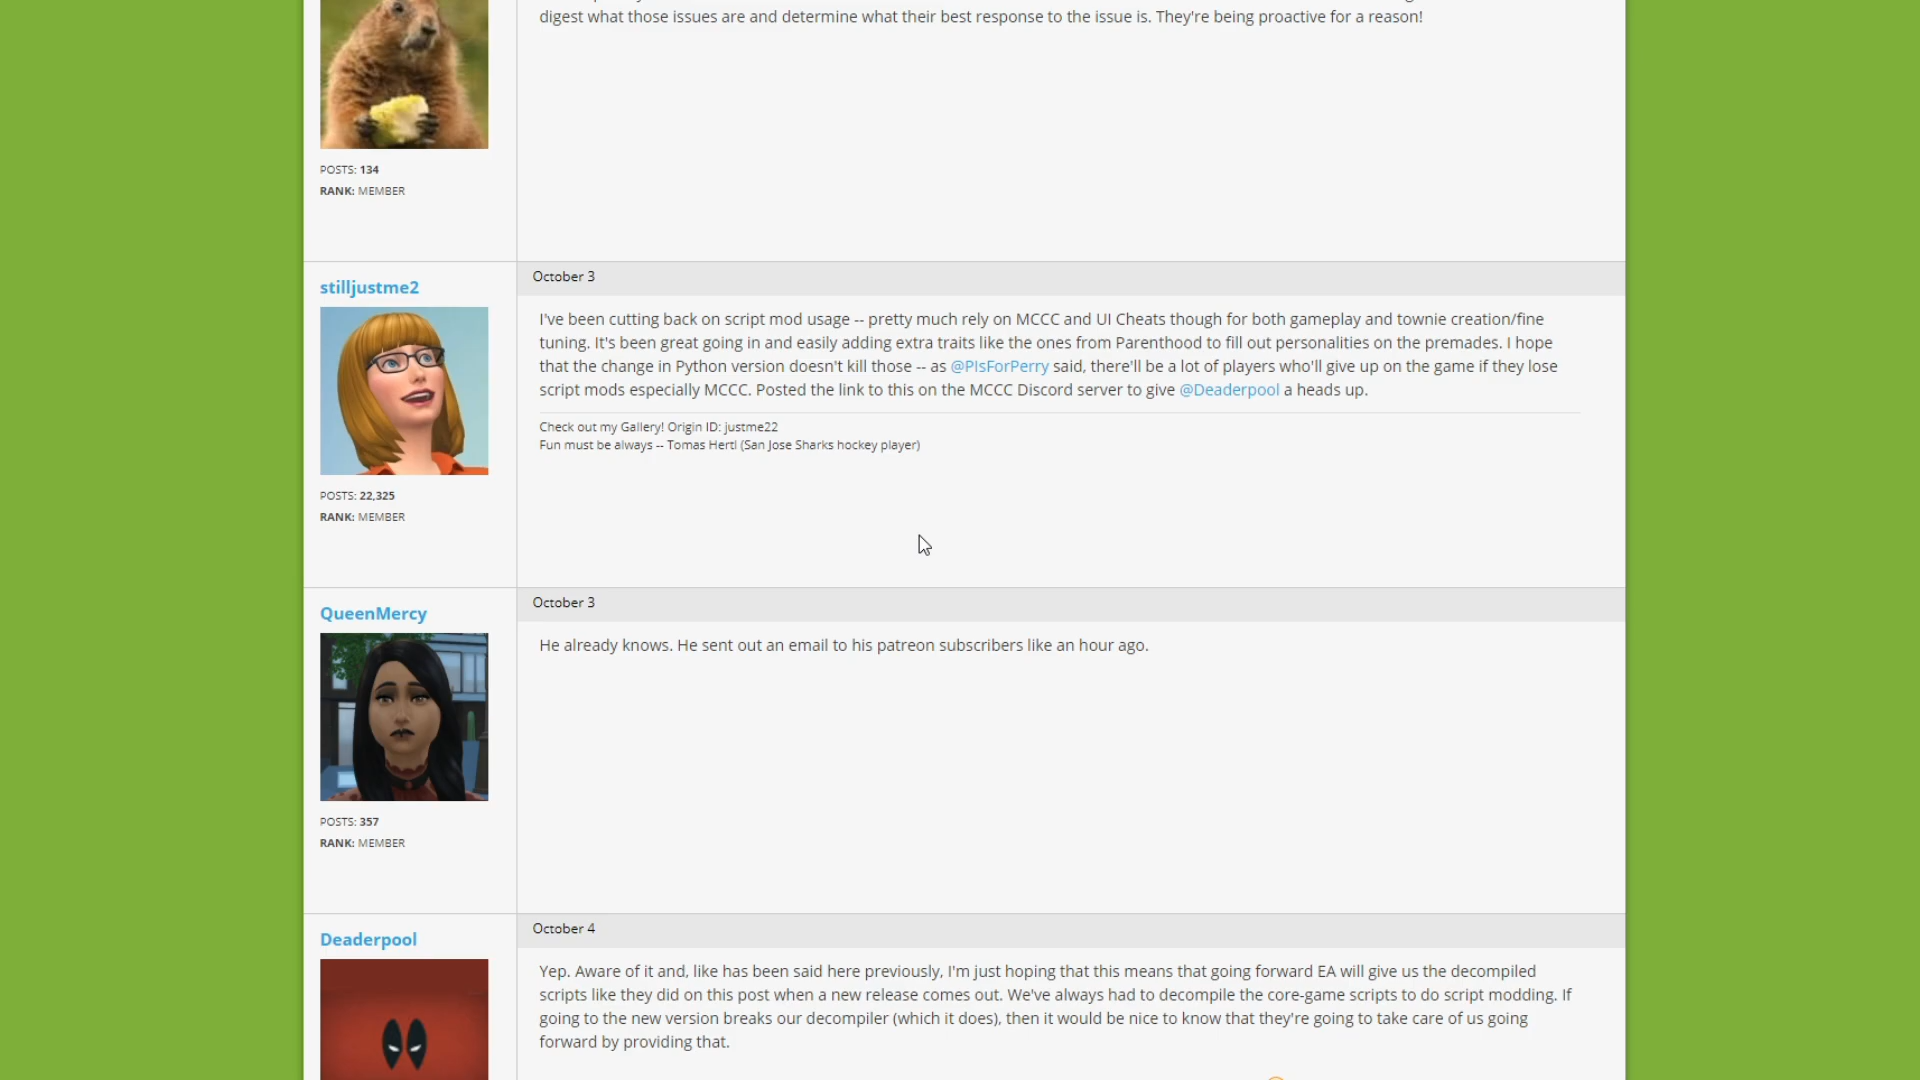 digest what those issues are and determine what their best response to the issue is. They're being proactive for a reason!
POSTS: 134
RANK: MEMBER
stilljustme2
October 3
I've been cutting back on script mod usage -- pretty much rely on MCCC and UI Cheats though for both gameplay and townie creation/fine
tuning. It's been great going in and easily adding extra traits like the ones from Parenthood to fill out personalities on the premades. I hope
that the change in Python version doesn't kill those -- as @PlsForPerry said, there'll be a lot of players who'll give up on the game if they lose
script mods especially MCCC. Posted the link to this on the MCCC Discord server to give @Deaderpool a heads up.
Check out my Gallery! Origin ID: justme22
Fun must be always -- Tomas Hertl (San Jose Sharks hockey player)
POSTS: 22,325
RANK: MEMBER
QueenMercy
October 3
He already knows. He sent out an email to his patreon subscribers like an hour ago.
POSTS: 357
RANK: MEMBER
Deaderpool
October 4
Yep. Aware of it and, like has been said here previously, I'm just hoping that this means that going forward EA will give us the decompiled
scripts like they did on this post when a new release comes out. We've always had to decompile the core-game scripts to do script modding. If
going to the new version breaks our decompiler (which it does), then it would be nice to know that they're going to take care of us going
forward by providing that.